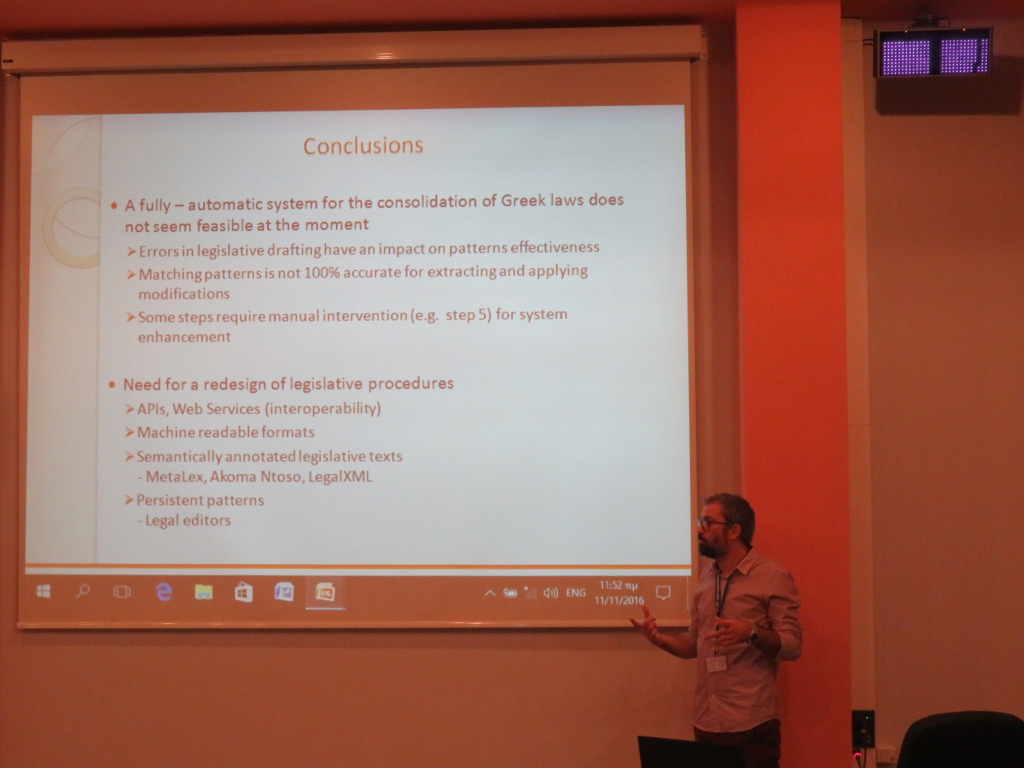 Conclusions
• A fully – automatic system for the consolidation of Greek laws does
not seem feasible at the moment
➢Errors in legislative drafting have an impact on patterns effectiveness
➢Matching patterns is not 100% accurate for extracting and applying
modifications
➢Some steps require manual intervention (e.g. step 5) for system
enhancement
• Need for a redesign of legislative procedures
➢APIs, Web Services (interoperability)
➢Machine readable formats
➢Semantically annotated legislative texts
- MetaLex, Akoma Ntoso, LegalXML
➢Persistent patterns
- Legal editors
ENG
11:52 πμ
11/11/2016